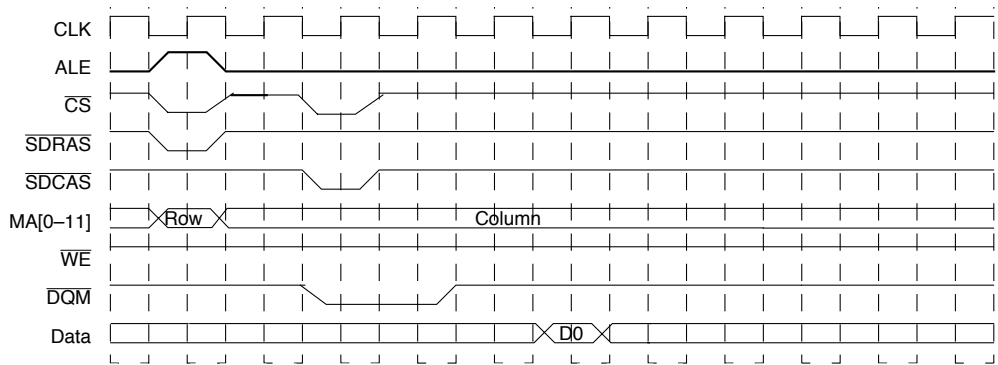 CLK
ALE
CS
SDRAS
SDCAS
MA[0–11] Row Column
WE
DQM
Data D0